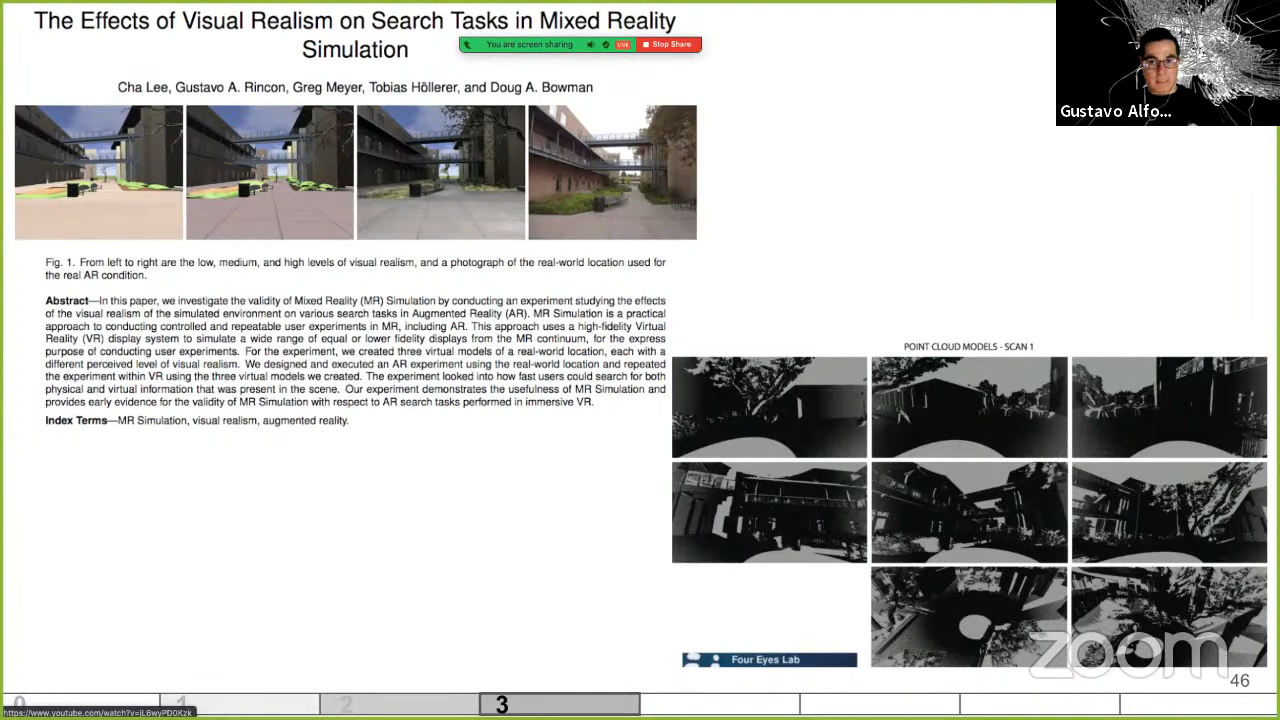 The Effects of Visual Realism on Search Tasks in Mixed Reality
Simulation
You are screen sharing
LIVE
Stop Share
Gustavo Alfo...
Cha Lee, Gustavo A. Rincon, Greg Meyer, Tobias Höllerer, and Doug A. Bowman
Fig. 1. From left to right are the low, medium, and high levels of visual realism, and a photograph of the real-world location used for
the real AR condition.
Abstract—In this paper, we investigate the validity of Mixed Reality (MR) Simulation by conducting an experiment studying the effects
of the visual realism of the simulated environment on various search tasks in Augmented Reality (AR). MR Simulation is a practical
approach to conducting controlled and repeatable user experiments in MR, including AR. This approach uses a high-fidelity Virtual
Reality (VR) display system to simulate a wide range of equal or lower fidelity displays from the MR continuum, for the express
purpose of conducting user experiments. For the experiment, we created three virtual models of a real-world location, each with a
different perceived level of visual realism. We designed and executed an AR experiment using the real-world location and repeated
the experiment within VR using the three virtual models we created. The experiment looked into how fast users could search for both
physical and virtual information that was present in the scene. Our experiment demonstrates the usefulness of MR Simulation and
provides early evidence for the validity of MR Simulation with respect to AR search tasks performed in immersive VR.
Index Terms—MR Simulation, visual realism, augmented reality.
POINT CLOUD MODELS - SCAN 1
Four Eyes Lab
zoom
46
0
1
2
3
https://www.youtube.com/watch?v=jL6wyPD0Kzk